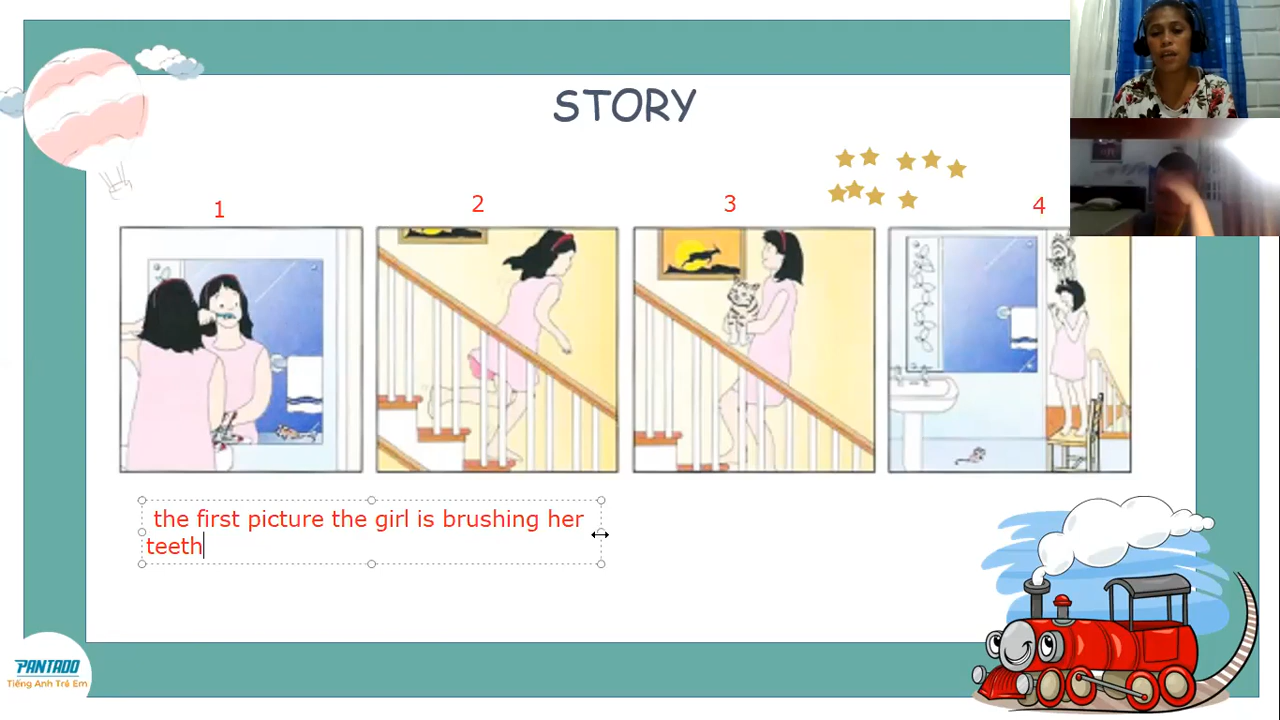 STORY
1
2
3
4
the first picture the girl is brushing her
teeth
PANTADO
Tiếng Anh Trẻ Em